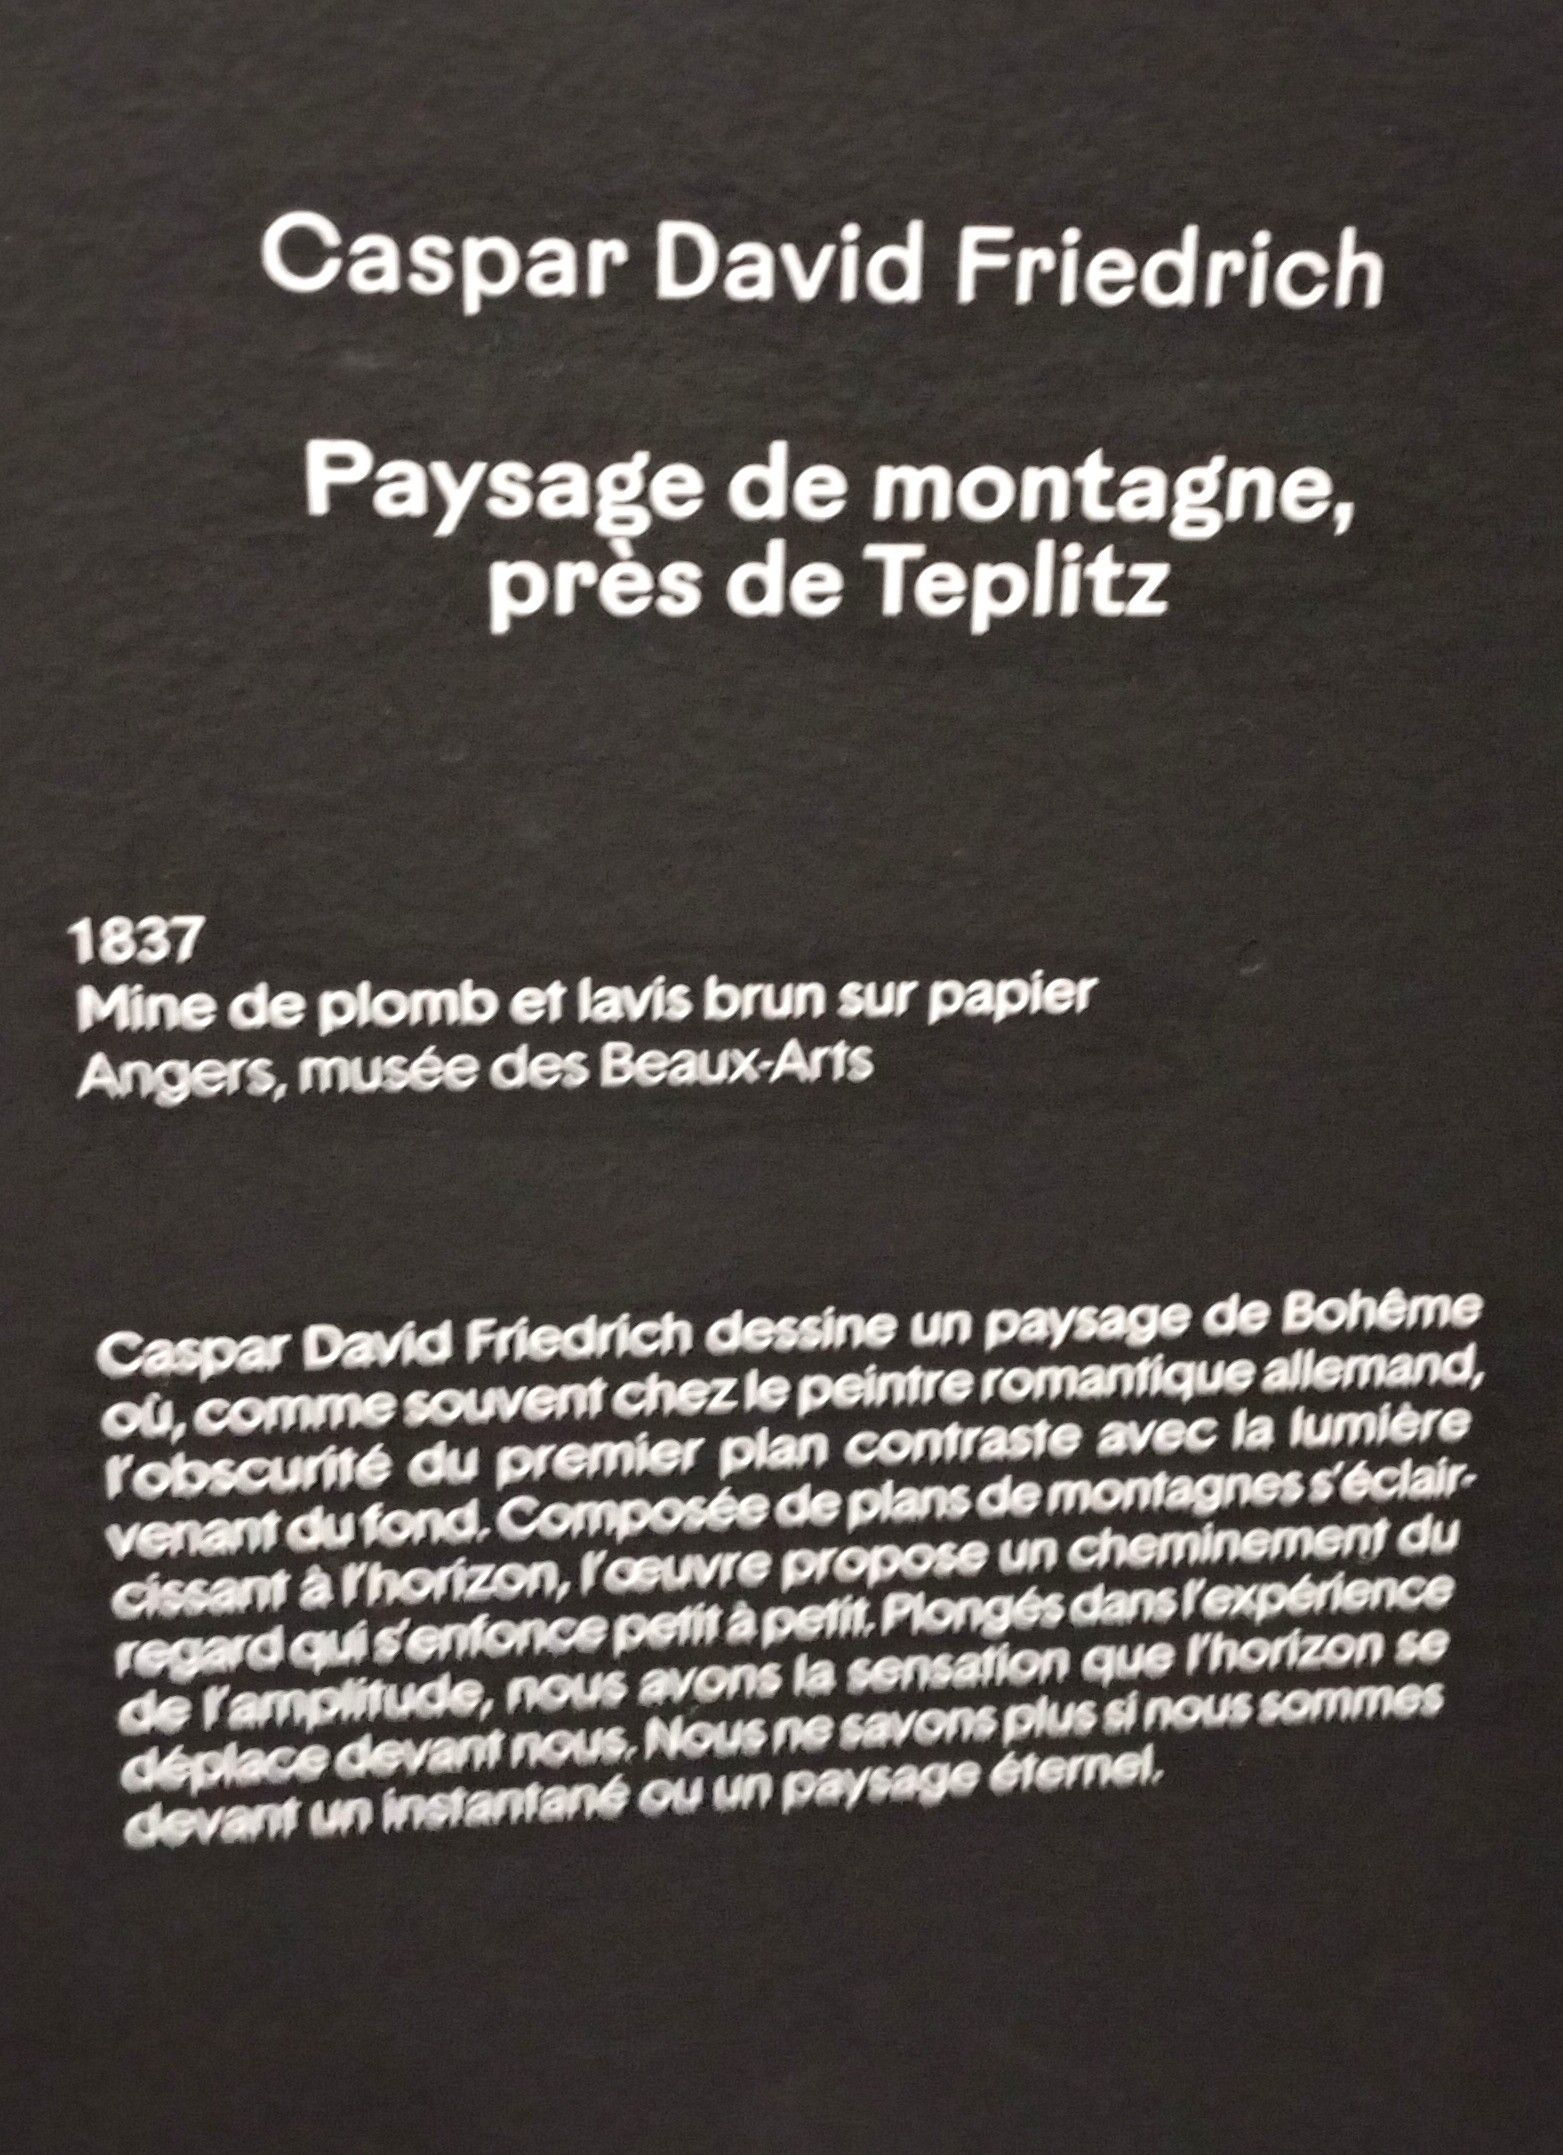 Caspar David Friedrich
Paysage de montagne,
près de Teplitz
1837
Mine de plomb et lavis brun sur papier
Angers, musée des Beaux-Arts
Caspar David Friedrich dessine un paysage de Bohême
où, comme souvent chez le peintre romantique allemand,
l'obscurité du premier plan contraste avec la lumière
venant du fond. Composée de plans de montagnes s'éclair-
cissant à l'horizon, l'œuvre propose un cheminement du
regard qui s'enfonce petit à petit. Plongés dans l'expérience
de l'amplitude, nous avons la sensation que l'horizon se
déplace devant nous. Nous ne savons plus si nous sommes
devant un instantané ou un paysage éternel.